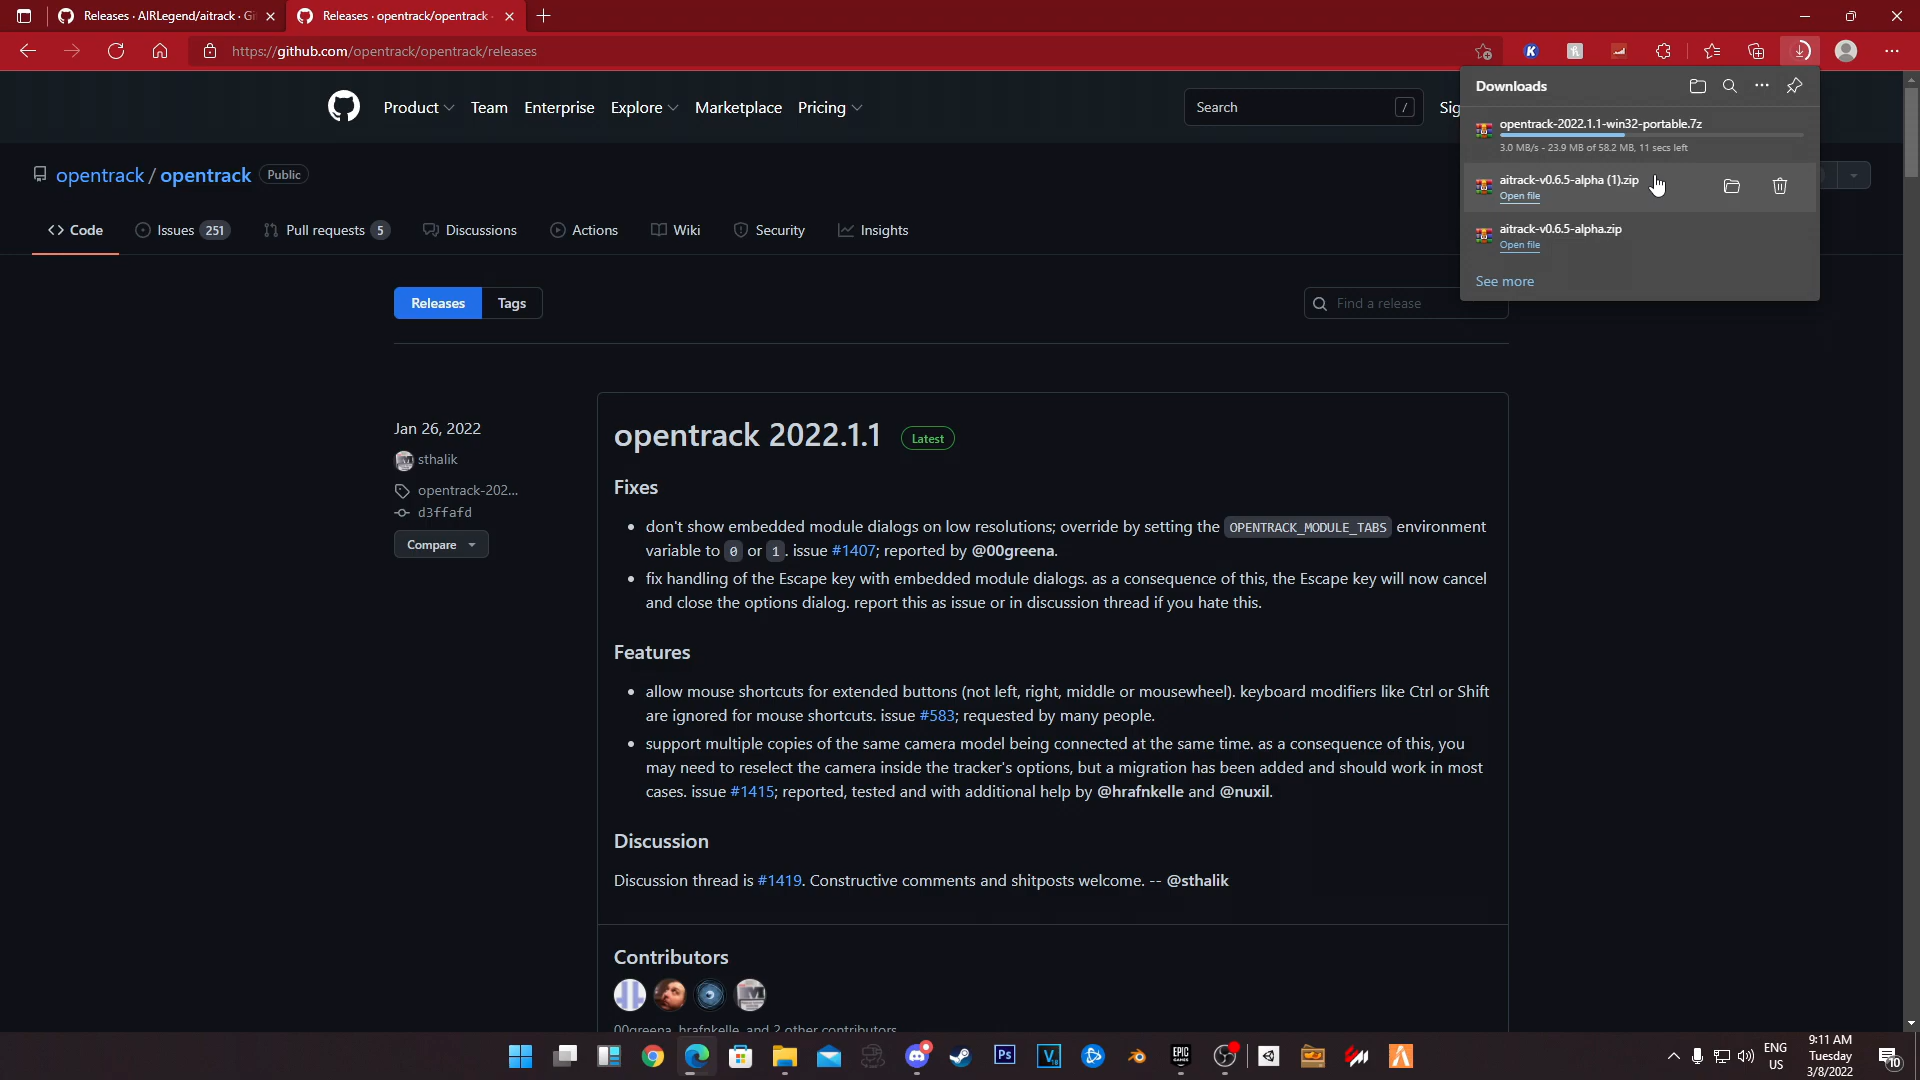 Releases · AIRLegend/aitrack · Gi
Releases · opentrack/opentrack ·
https://github.com/opentrack/opentrack/releases
Product
Team
Enterprise
Explore
Marketplace
Pricing
Search
/
Sig
Downloads
opentrack-2022.1.1-win32-portable.7z
3.0 MB/s - 23.9 MB of 58.2 MB, 11 secs left
aitrack-v0.6.5-alpha (1).zip
Open file
aitrack-v0.6.5-alpha.zip
Open file
See more
opentrack / opentrack
Public
<> Code
Issues 251
Pull requests 5
Discussions
Actions
Wiki
Security
Insights
Releases
Tags
Find a release
Jan 26, 2022
sthalik
opentrack-202...
d3ffafd
Compare
opentrack 2022.1.1
Latest
Fixes
don't show embedded module dialogs on low resolutions; override by setting the OPENTRACK_MODULE_TABS environment
variable to 0 or 1. issue #1407; reported by @00greena.
fix handling of the Escape key with embedded module dialogs. as a consequence of this, the Escape key will now cancel
and close the options dialog. report this as issue or in discussion thread if you hate this.
Features
allow mouse shortcuts for extended buttons (not left, right, middle or mousewheel). keyboard modifiers like Ctrl or Shift
are ignored for mouse shortcuts. issue #583; requested by many people.
support multiple copies of the same camera model being connected at the same time. as a consequence of this, you
may need to reselect the camera inside the tracker's options, but a migration has been added and should work in most
cases. issue #1415; reported, tested and with additional help by @hrafnkelle and @nuxil.
Discussion
Discussion thread is #1419. Constructive comments and shitposts welcome. -- @sthalik
Contributors
00greena, hrafnkelle, and 2 other contributors
Ps
EPIC
GAMES
ENG
US
9:11 AM
Tuesday
3/8/2022
10